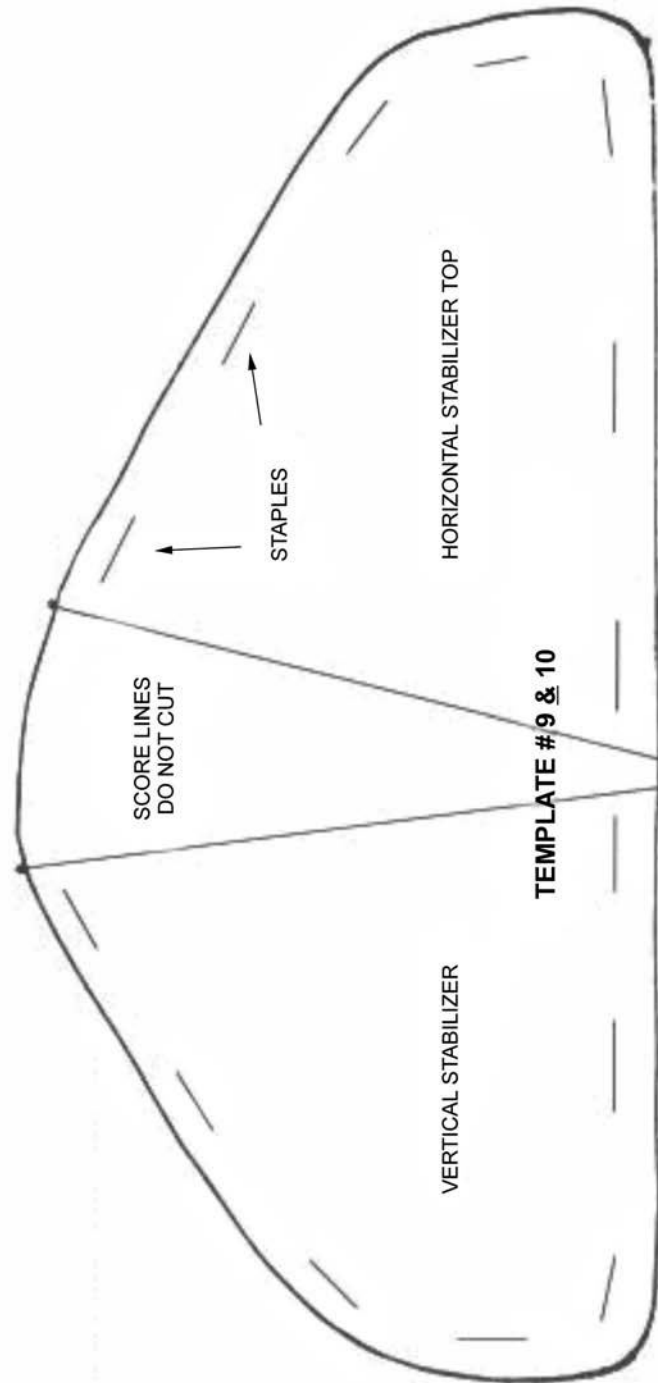 SCORE LINES
DO NOT CUT
STAPLES
VERTICAL STABILIZER
HORIZONTAL STABILIZER TOP
TEMPLATE # 9 & 10